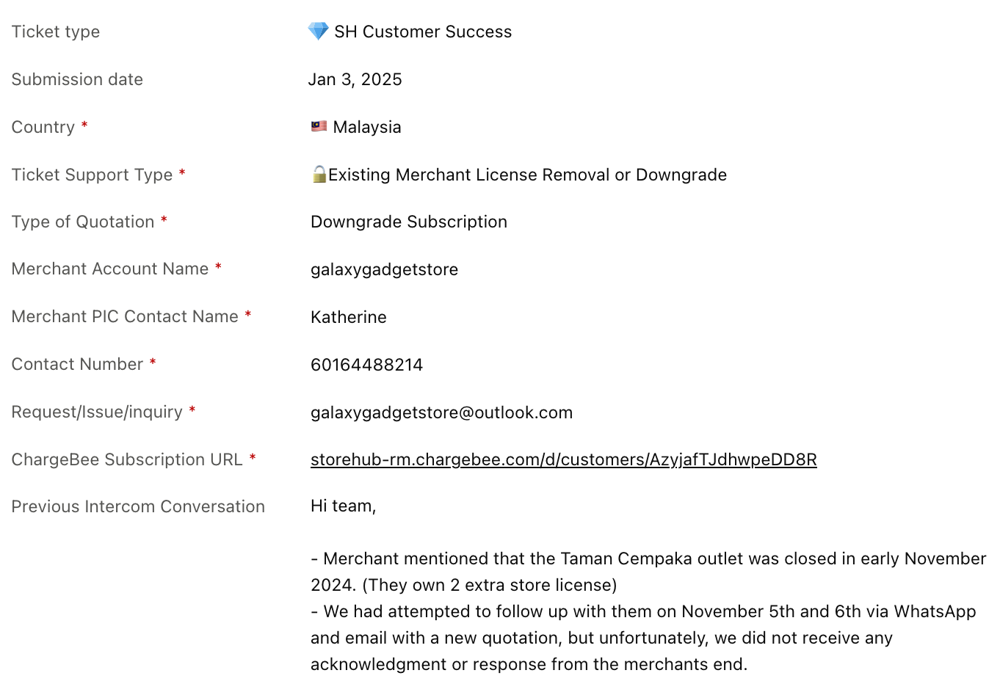 Ticket type
💎 SH Customer Success
Submission date
Jan 3, 2025
Country *
🇲🇾 Malaysia
Ticket Support Type *
🔓Existing Merchant License Removal or Downgrade
Type of Quotation *
Downgrade Subscription
Merchant Account Name *
galaxygadgetstore
Merchant PIC Contact Name *
Katherine
Contact Number *
60164488214
Request/Issue/inquiry *
galaxygadgetstore@outlook.com
ChargeBee Subscription URL *
storehub-rm.chargebee.com/d/customers/AzyjafTJdhwpeDD8R
Previous Intercom Conversation
Hi team,
- Merchant mentioned that the Taman Cempaka outlet was closed in early November
2024. (They own 2 extra store license)
- We had attempted to follow up with them on November 5th and 6th via WhatsApp
and email with a new quotation, but unfortunately, we did not receive any
acknowledgment or response from the merchants end.